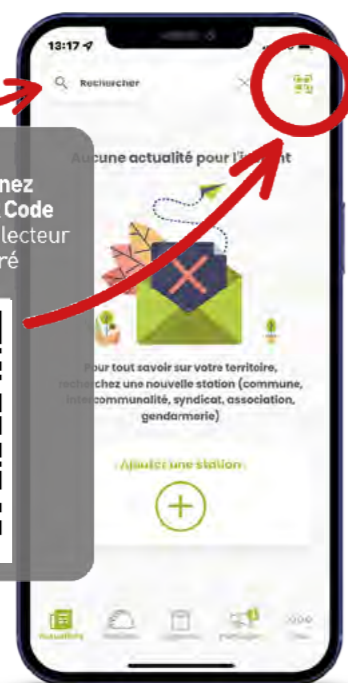 13:17
Rechercher
Aucune actualité pour l'instant
nez
Code
lecteur
ré
Pour tout savoir sur votre territoire,
recherchez une nouvelle station (commune,
intercommunalité, syndicat, association,
gendarmerie)
Ajouter une station